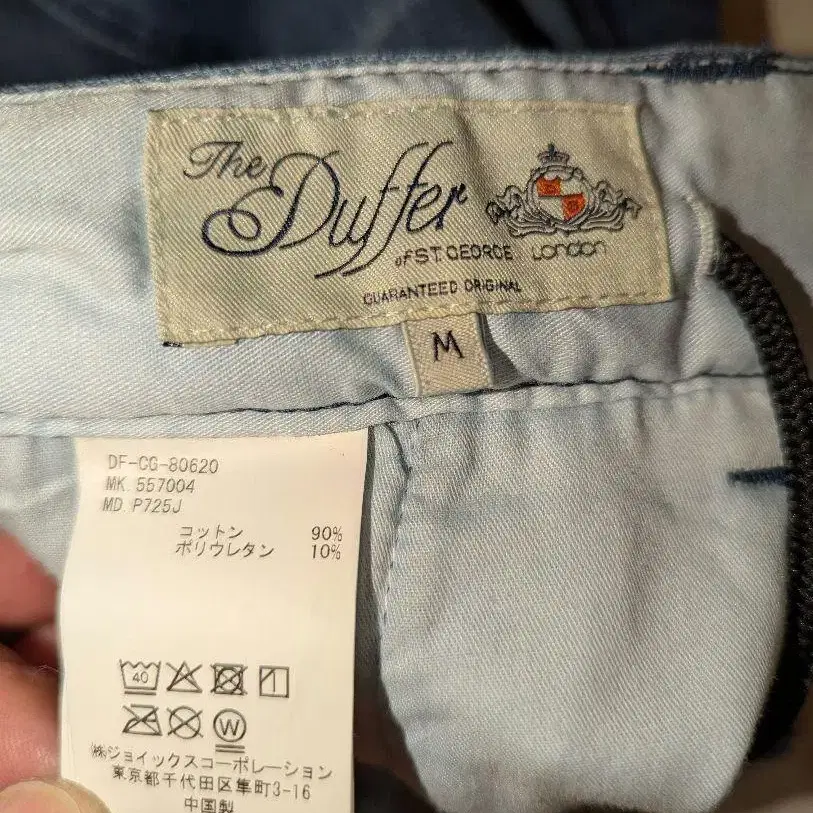 The Duffer
of ST. GEORGE LONDON
GUARANTEED ORIGINAL
M
DF-CG-80620
MK. 557004
MD. P725J
コットン 90%
ポリウレタン 10%
40
W
㈱ジョイックスコーポレーション
東京都千代田区隼町3-16
中国製